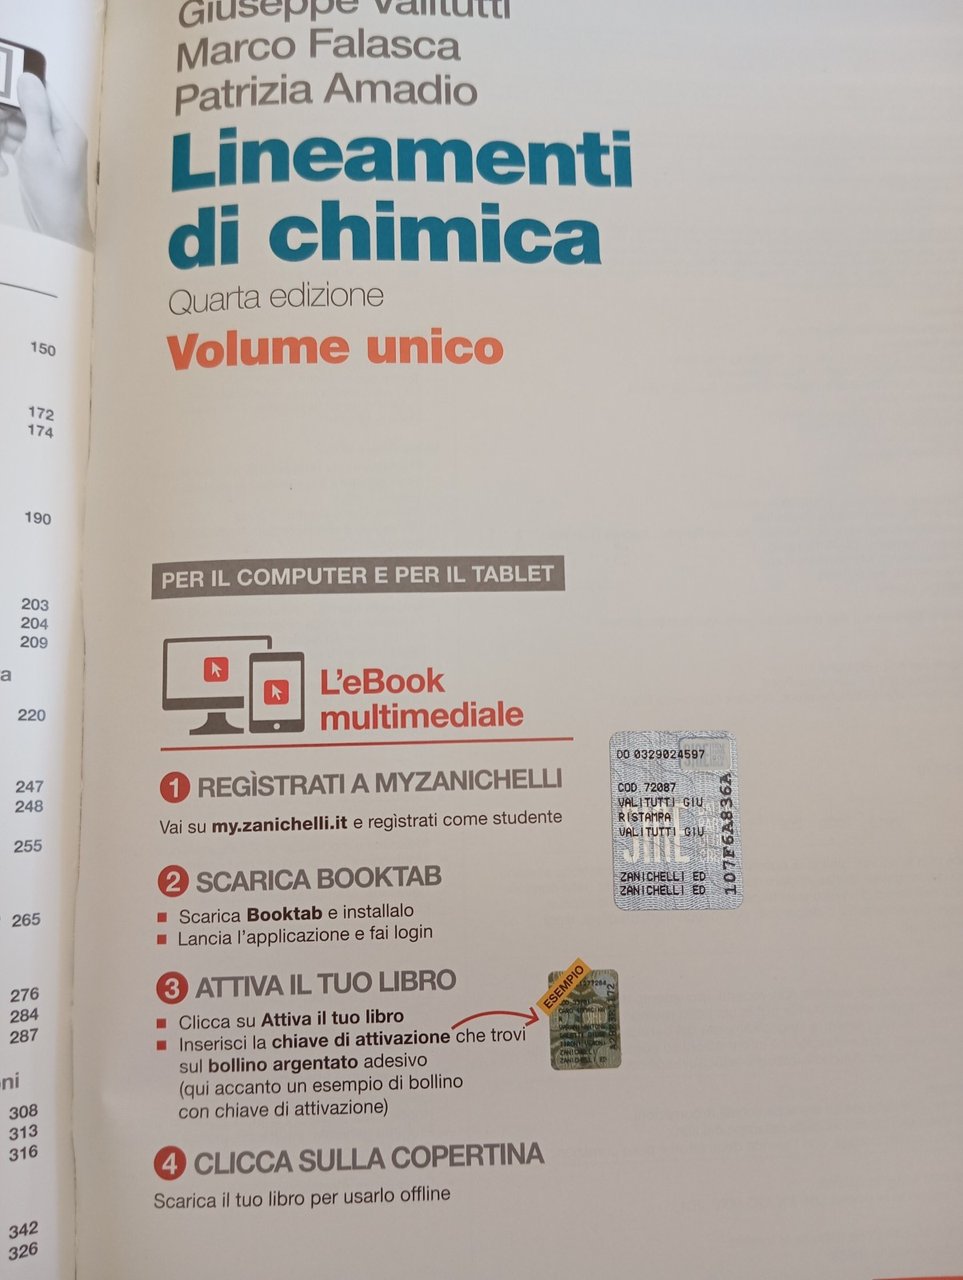 Giuseppe Valitutti
Marco Falasca
Patrizia Amadio
Lineamenti
di chimica
Quarta edizione
Volume unico
150
172
174
190
203
204
209
a
220
247
248
255
265
276
284
287
ni
308
313
316
342
326
PER IL COMPUTER E PER IL TABLET
L'eBook
multimediale
1 REGÌSTRATI A MYZANICHELLI
Vai su my.zanichelli.it e regìstrati come studente
2 SCARICA BOOKTAB
Scarica Booktab e installalo
Lancia l'applicazione e fai login
3 ATTIVA IL TUO LIBRO
Clicca su Attiva il tuo libro
Inserisci la chiave di attivazione che trovi
sul bollino argentato adesivo
(qui accanto un esempio di bollino
con chiave di attivazione)
4 CLICCA SULLA COPERTINA
Scarica il tuo libro per usarlo offline
DO 0329024597
COD 72087
VALITUTTI GIU
RISTAMPA
VALITUTTI GIU
ZANICHELLI ED
ZANICHELLI ED
107F6A8836A
ESEMPIO
ZANICHELLI ED